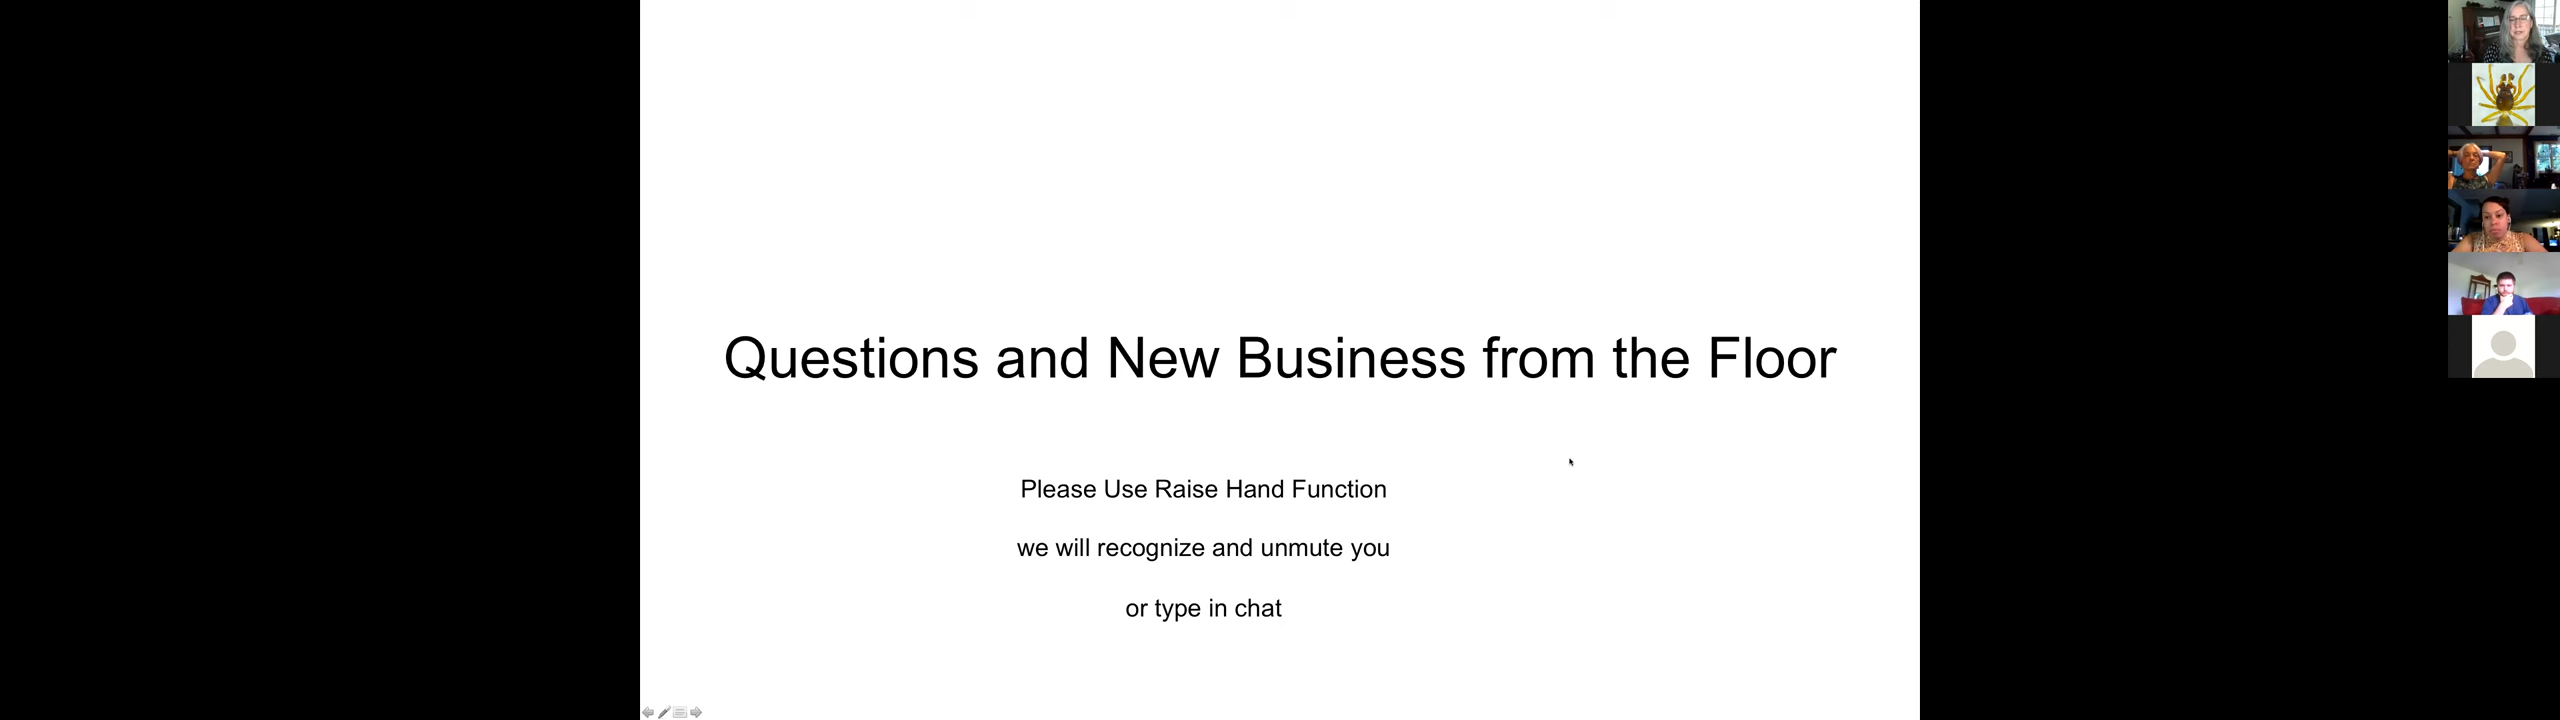 Questions and New Business from the Floor
Please Use Raise Hand Function
we will recognize and unmute you
or type in chat